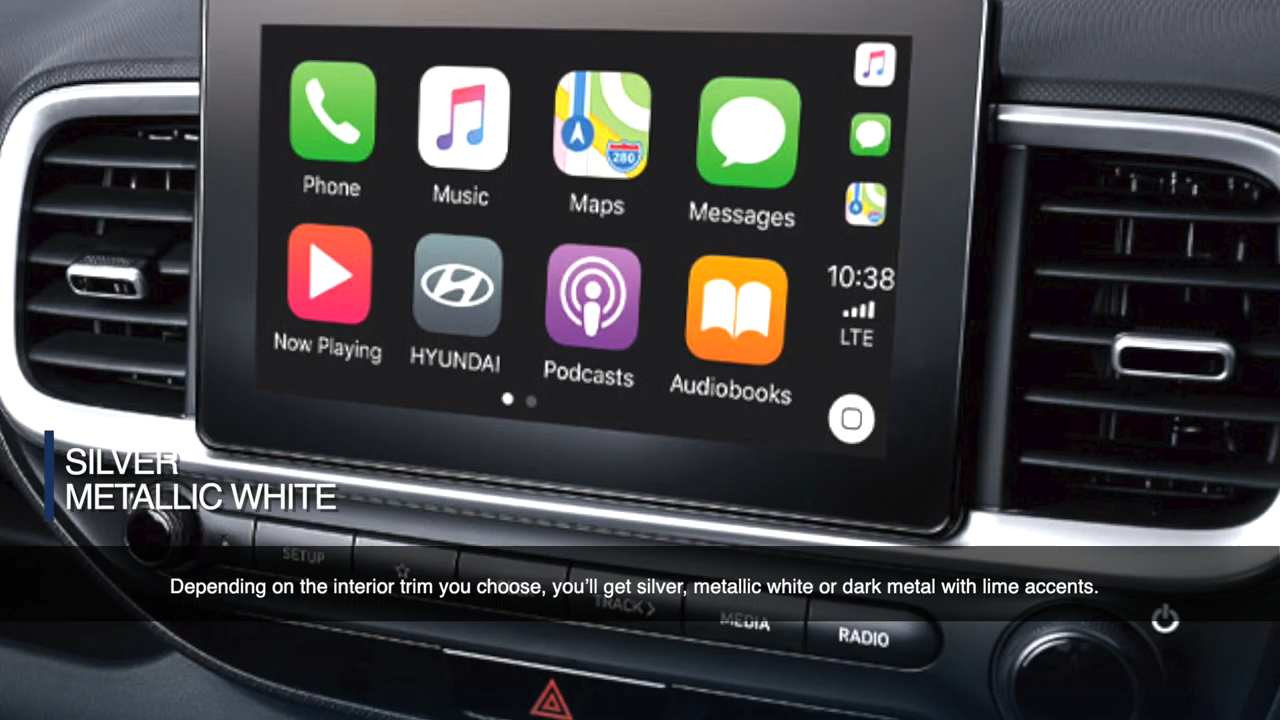 Phone
Music
Maps
Messages
280
Now Playing
HYUNDAI
Podcasts
Audiobooks
10:38
LTE
SILVER
METALLIC WHITE
SETUP
Depending on the interior trim you choose, you’ll get silver, metallic white or dark metal with lime accents.
TRACK
MEDIA
RADIO